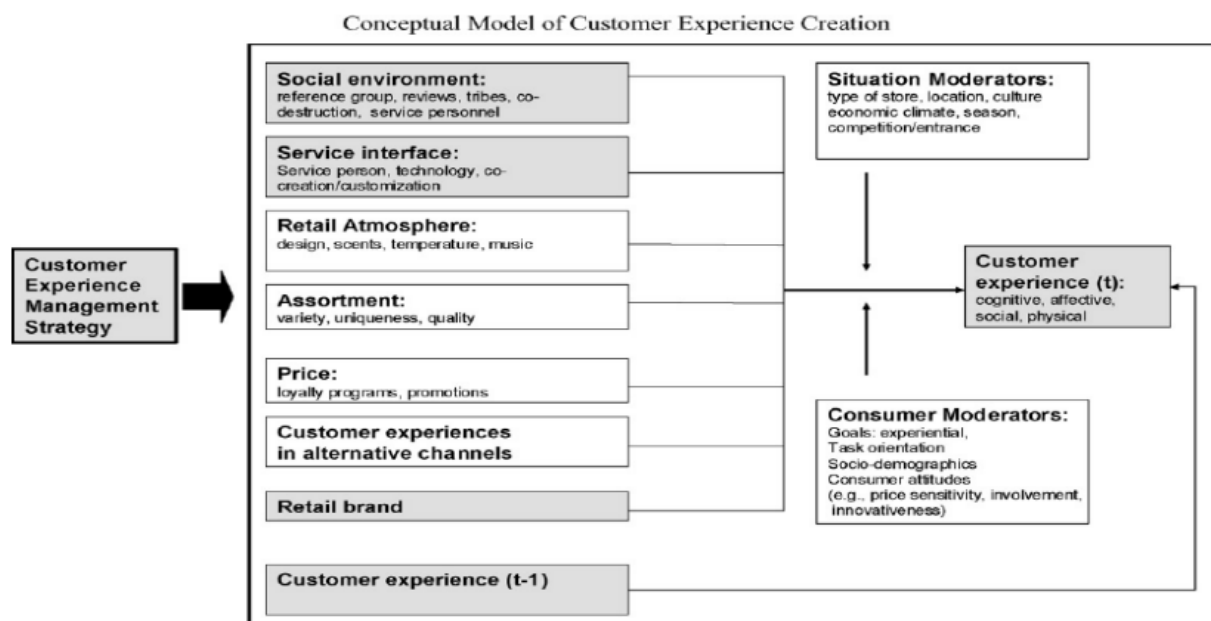 Conceptual Model of Customer Experience Creation
Social environment:
reference group, reviews, tribes, co-
destruction, service personnel
Service interface:
Service person, technology, co-
creation/customization
Retail Atmosphere:
design, scents, temperature, music
Assortment:
variety, uniqueness, quality
Price:
loyally programs, promotions
Customer experiences
in alternative channels
Retail brand
Customer experience (t-1)
Customer
Experience
Management
Strategy
Situation Moderators:
type of store, location, culture
economic climate, season,
competition/entrance
Customer
experience (t):
cognitive, affective,
social, physical
Consumer Moderators:
Goals: experiential,
Task orientation
Socio-demographics
Consumer attitudes
(e.g., price sensitivity, involvement,
innovativeness)